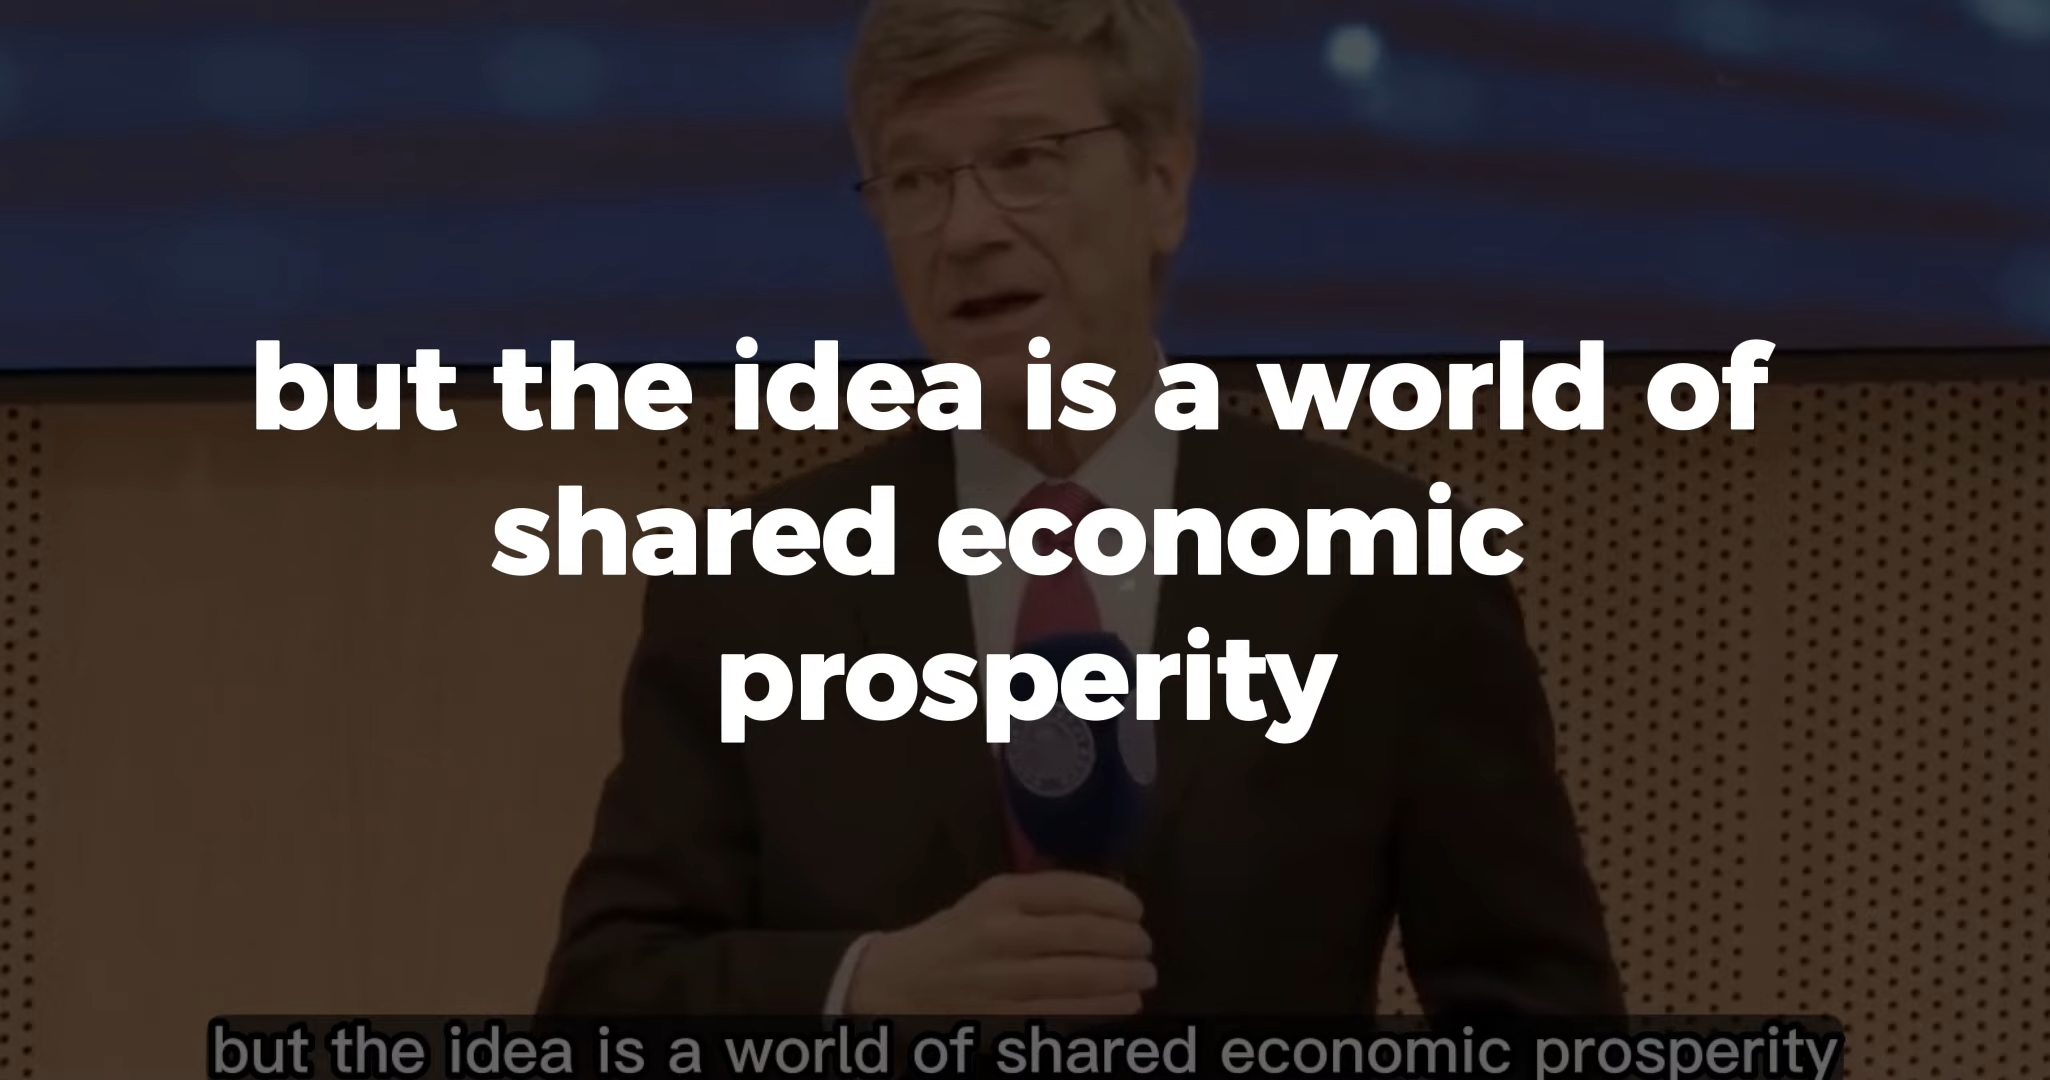 but the idea is a world of
shared economic
prosperity
but the idea is a world of shared economic prosperity